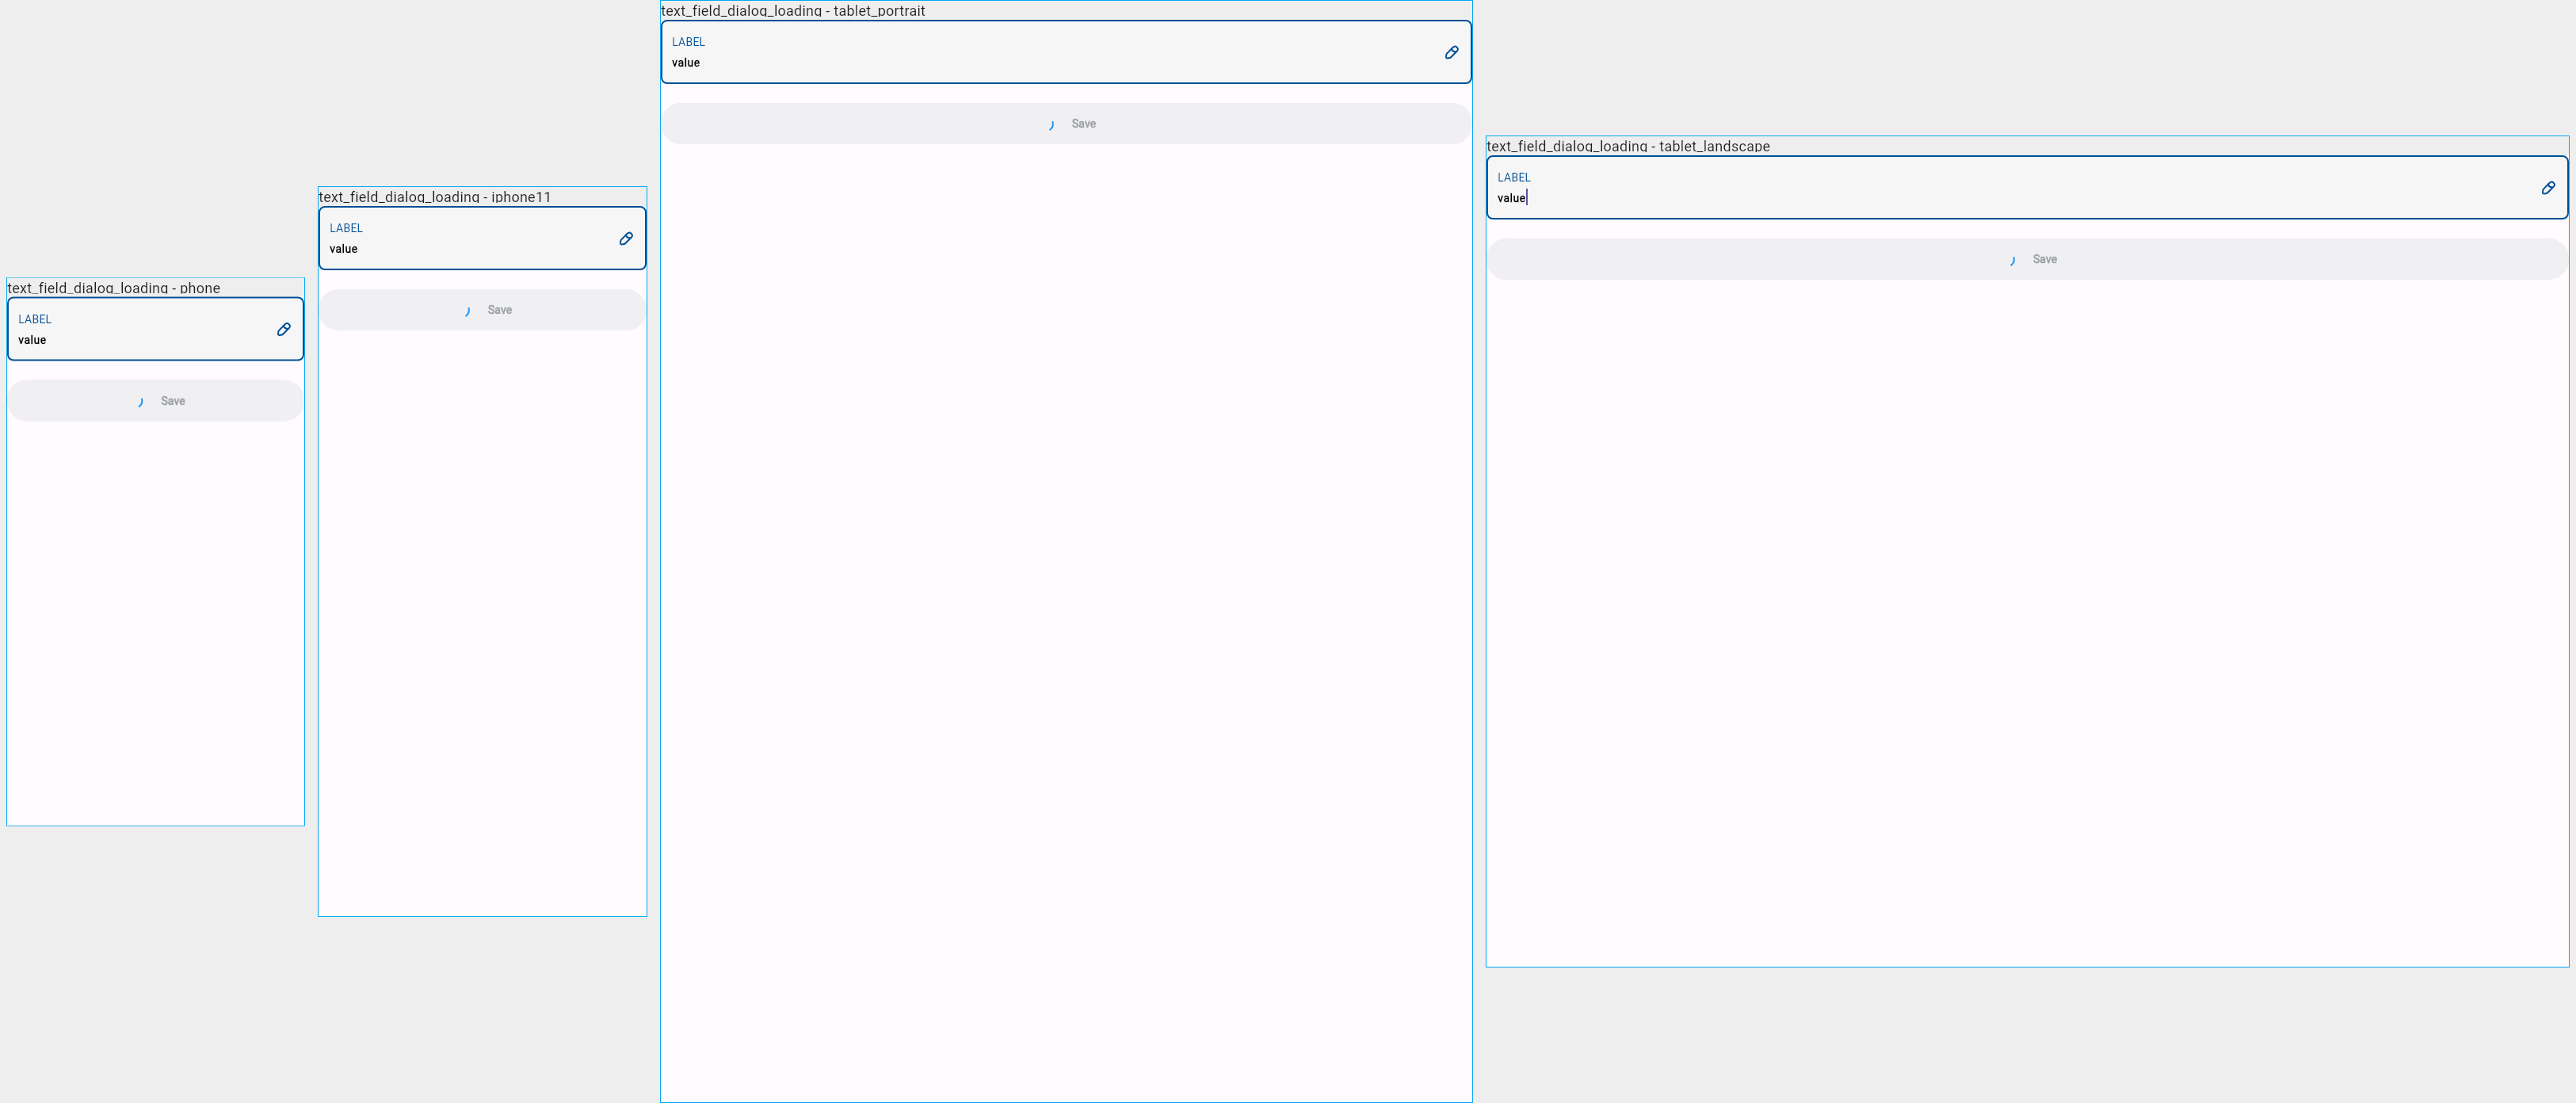 text_field_dialog_loading - phone
LABEL
value
Save
text_field_dialog_loading - iphone11
LABEL
value
Save
text_field_dialog_loading - tablet_portrait
LABEL
value
Save
text_field_dialog_loading - tablet_landscape
LABEL
value
Save